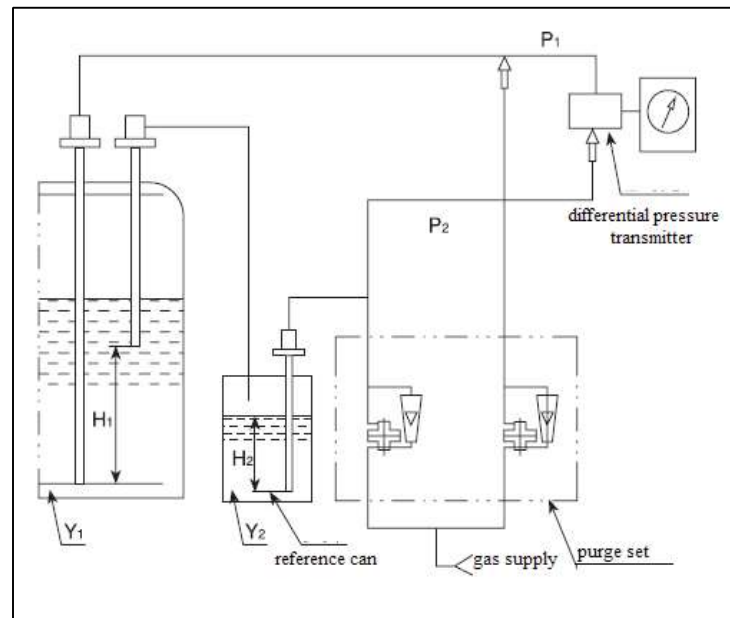 P1
differential pressure
transmitter
P2
H1
H2
Y1
Y2
reference can
gas supply
purge set